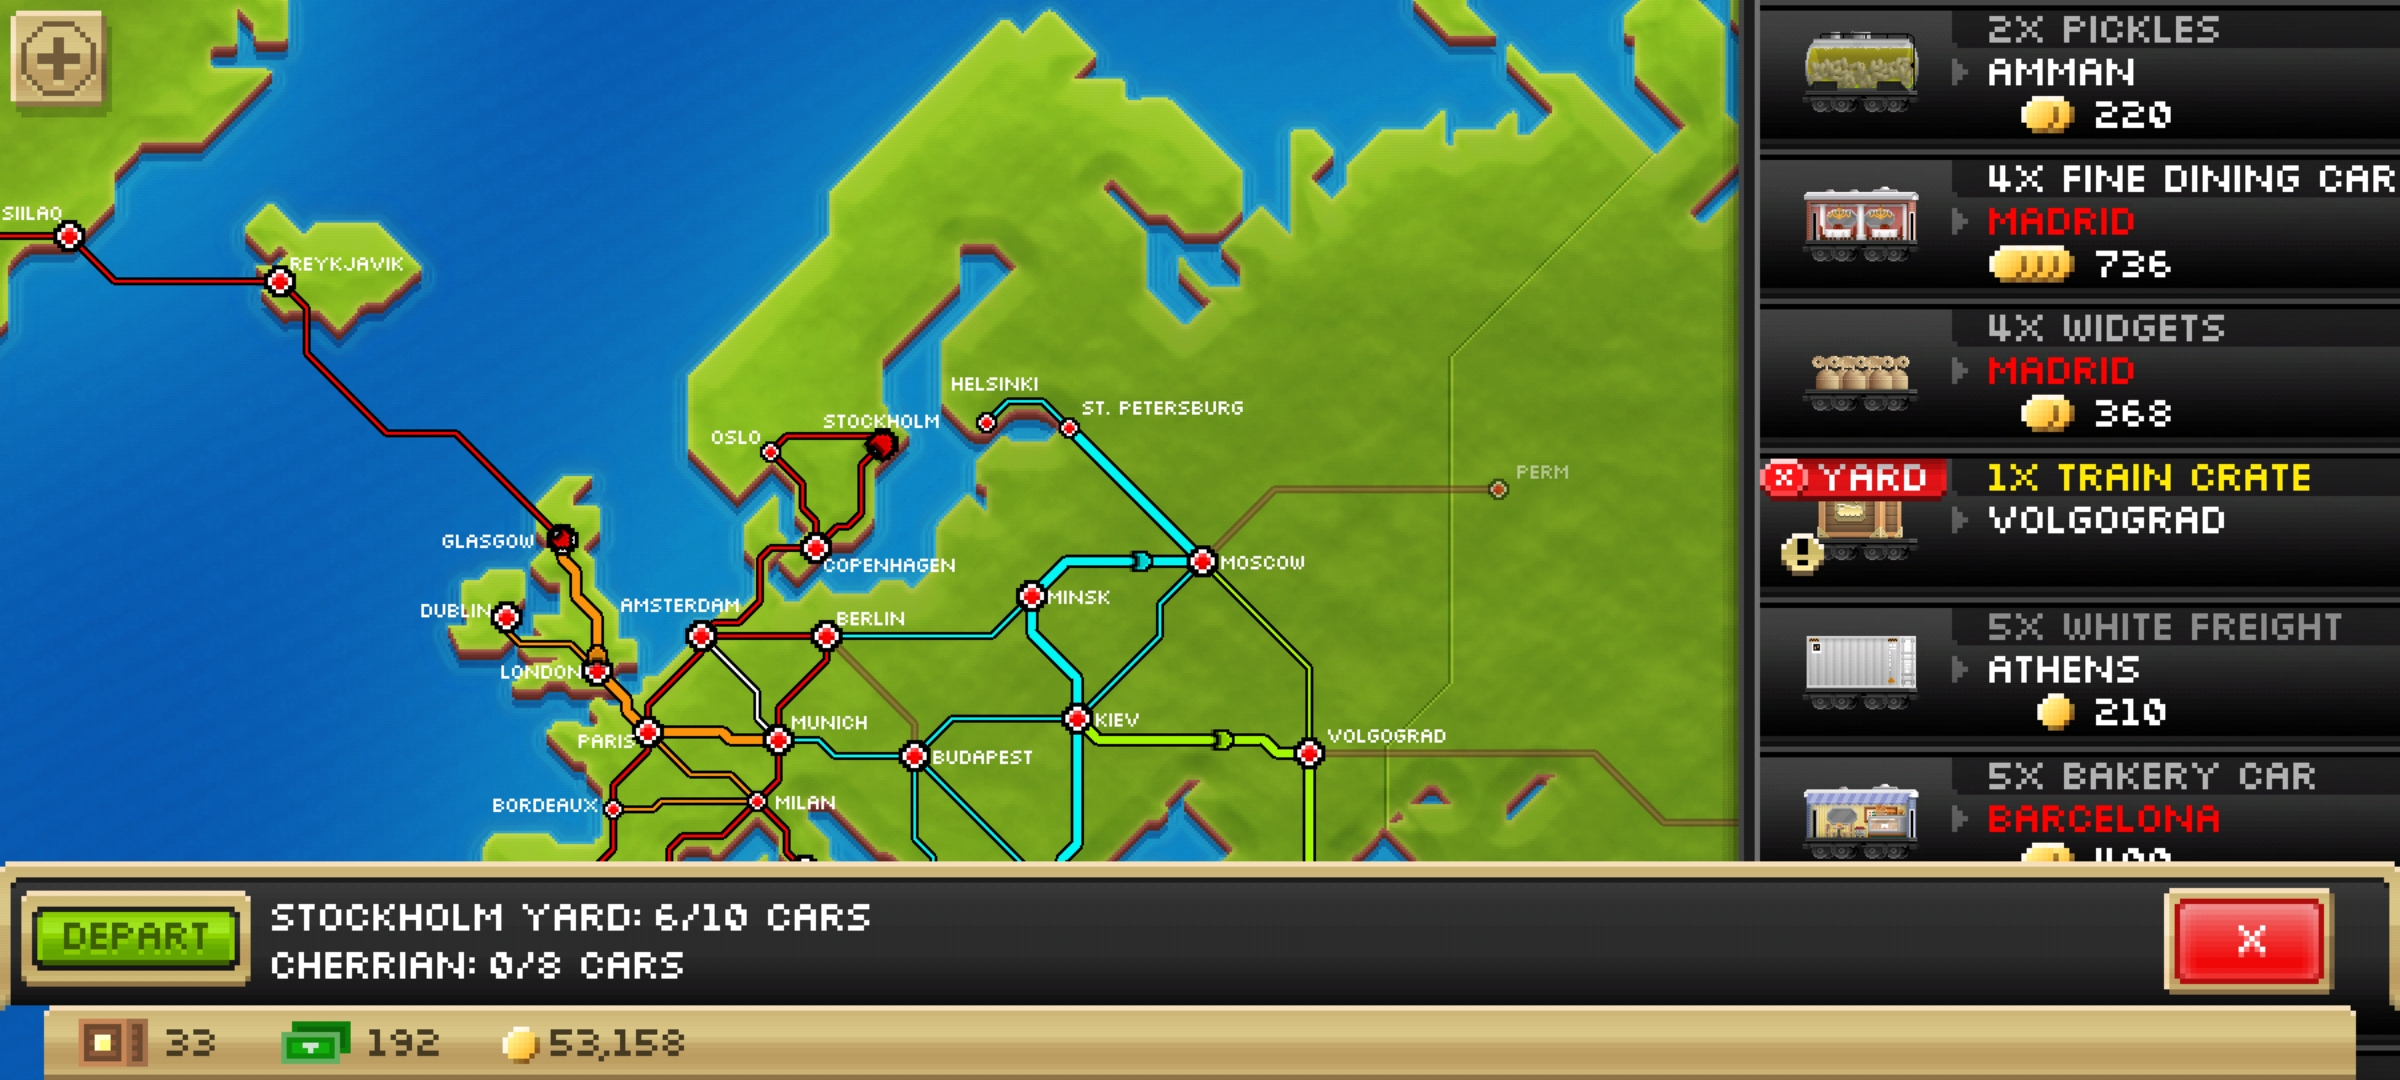 SIILAQ
REYKJAVIK
HELSINKI
ST. PETERSBURG
STOCKHOLM
OSLO
PERM
GLASGOW
COPENHAGEN
MOSCOW
MINSK
DUBLIN
AMSTERDAM
BERLIN
LONDON
PARIS
MUNICH
KIEV
VOLGOGRAD
BUDAPEST
BORDEAUX
MILAN
2X PICKLES
AMMAN
220
4X FINE DINING CAR
MADRID
736
4X WIDGETS
MADRID
368
YARD
1X TRAIN CRATE
VOLGOGRAD
5X WHITE FREIGHT
ATHENS
210
5X BAKERY CAR
BARCELONA
DEPART
STOCKHOLM YARD: 6/10 CARS
CHERRIAN: 0/8 CARS
X
33
192
53,158